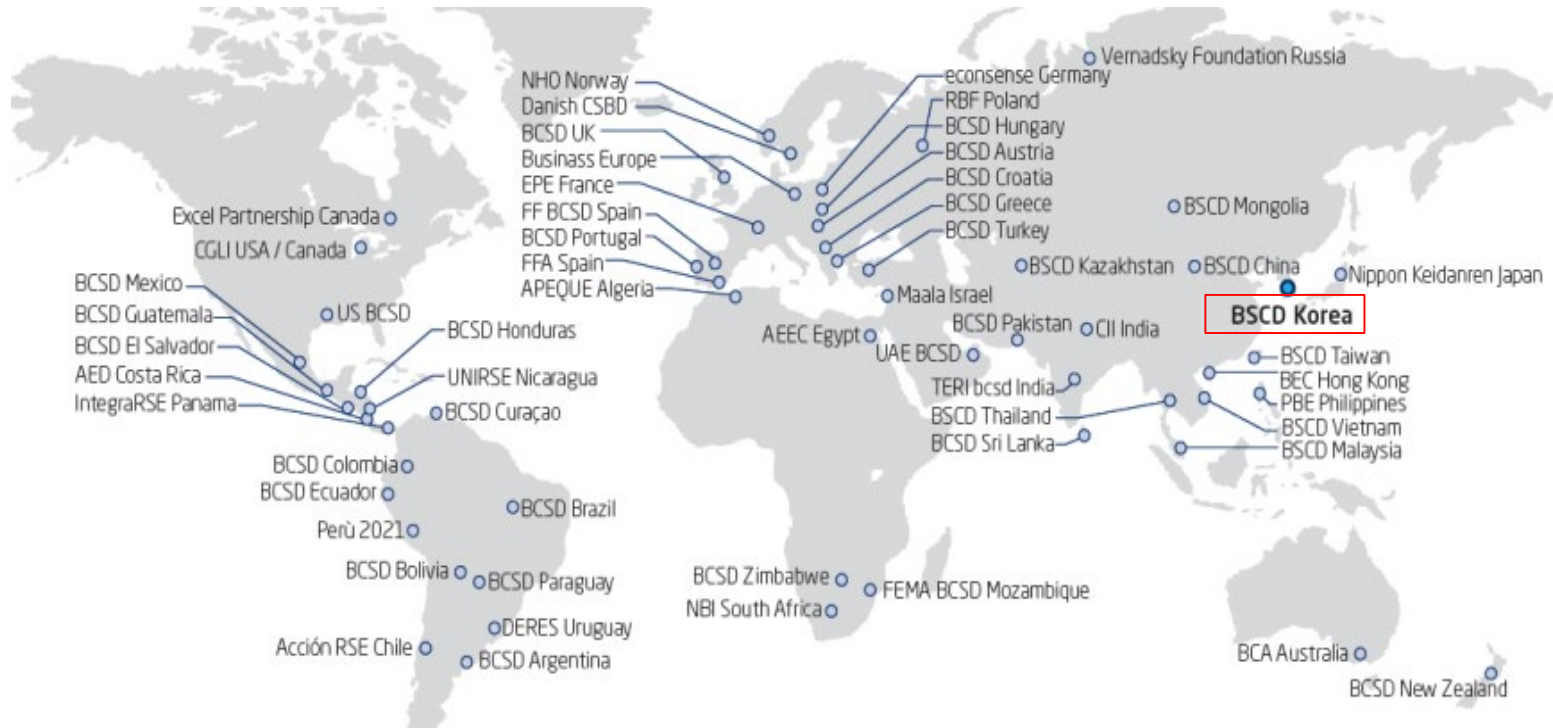 Vernadsky Foundation Russia
NHO Norway
Danish CSBD
BCSD UK
Businass Europe
EPE France
FF BCSD Spain
BCSD Portugal
FFA Spain
APEQUE Algeria
econsense Germany
RBF Poland
BCSD Hungary
BCSD Austria
BCSD Croatia
BCSD Greece
BCSD Turkey
Excel Partnership Canada
CGLI USA / Canada
BSCD Mongolia
BSCD Kazakhstan
BSCD China
Nippon Keidanren Japan
BSCD Korea
BCSD Mexico
BCSD Guatemala
BCSD El Salvador
AED Costa Rica
IntegraRSE Panama
US BCSD
BCSD Honduras
UNIRSE Nicaragua
BCSD Curaçao
Maala Israel
AEEC Egypt
BSCD Pakistan
CII India
UAE BCSD
TERI bcsd India
BSCD Thailand
BCSD Sri Lanka
BSCD Taiwan
BEC Hong Kong
PBE Philippines
BSCD Vietnam
BSCD Malaysia
BCSD Colombia
BCSD Ecuador
BCSD Brazil
Perù 2021
BCSD Bolivia
BCSD Paraguay
DERES Uruguay
Acción RSE Chile
BCSD Argentina
BCSD Zimbabwe
FEMA BCSD Mozambique
NBI South Africa
BCA Australia
BCSD New Zealand